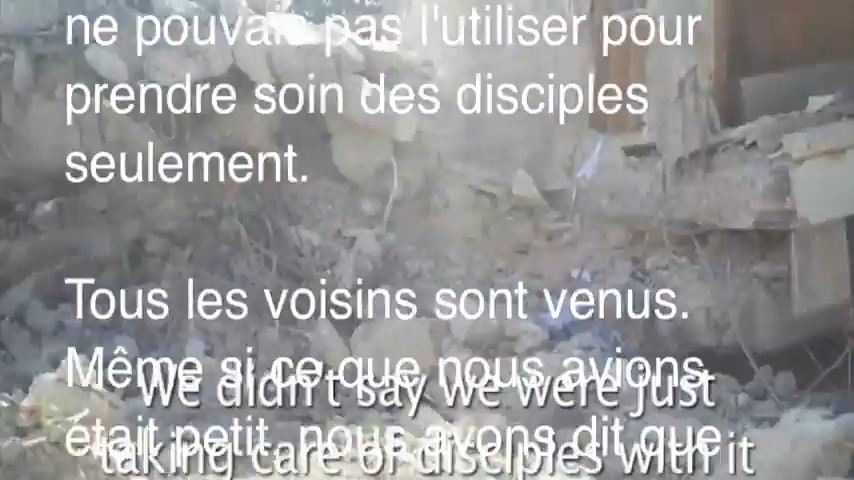 ne pouvais pas l'utiliser pour
prendre soin des disciples
seulement.
Tous les voisins sont venus.
Même si ce que nous avions
We didn't say we were just
était petit, nous avons dit que
taking care of disciples with it